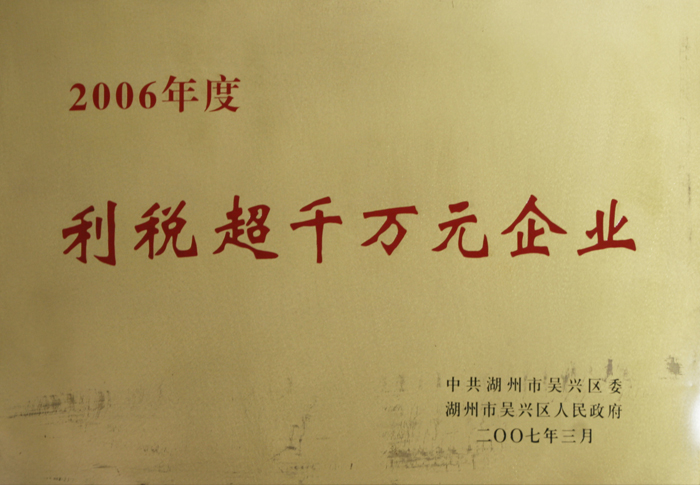 2006年度
利税超千万元企业
中共湖州市吴兴区委
湖州市吴兴区人民政府
二〇〇七年三月